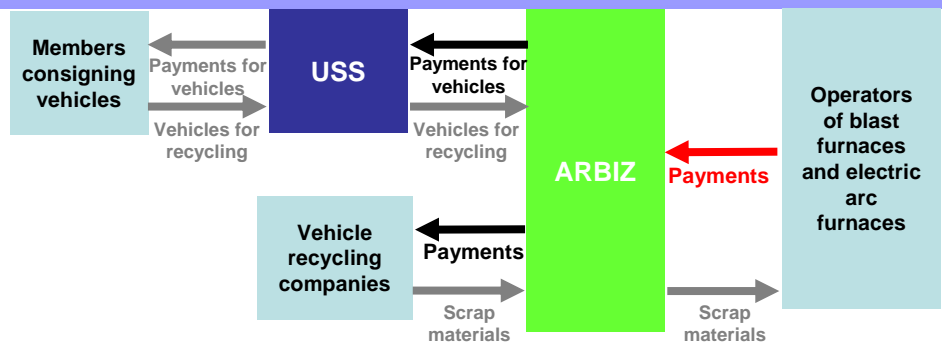 Members
consigning
vehicles
Payments for
vehicles
Vehicles for
recycling
USS
Payments for
vehicles
Vehicles for
recycling
ARBIZ
Payments
Operators
of blast
furnaces
and electric
arc
furnaces
Vehicle
recycling
companies
Payments
Scrap
materials
Scrap
materials